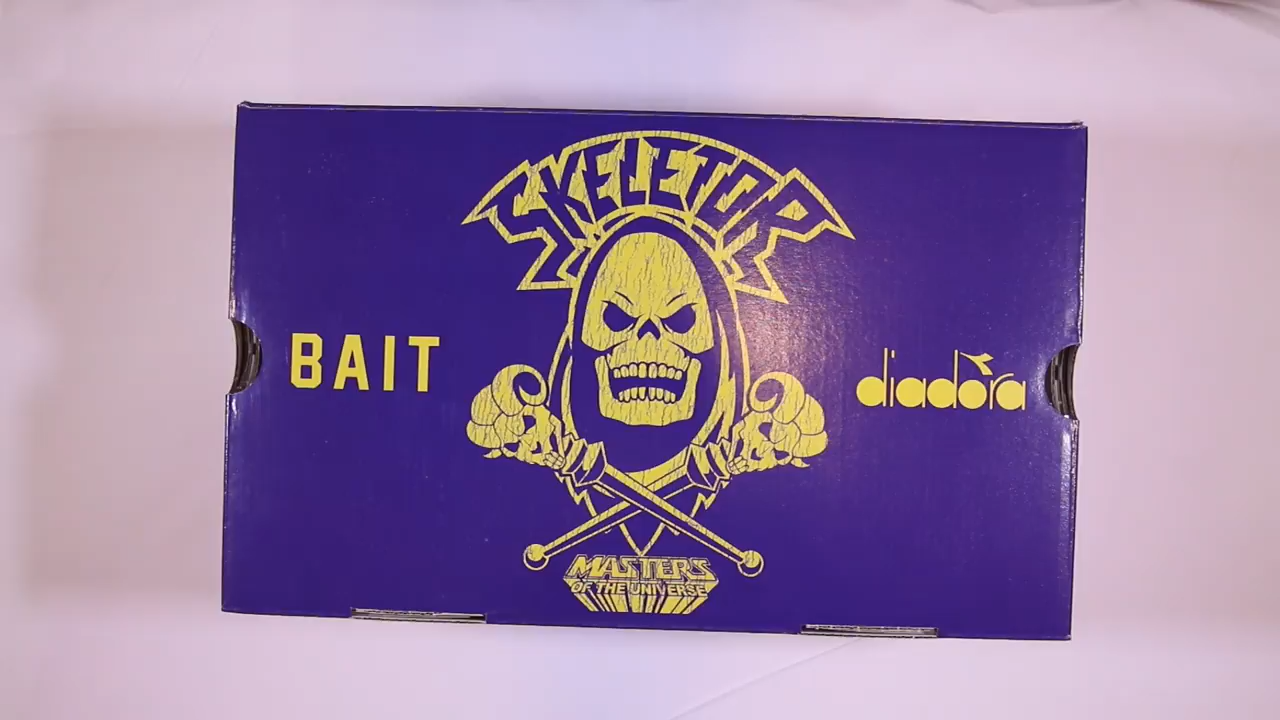 SKELETOR
BAIT
diadora
MASTERS
OF THE UNIVERSE